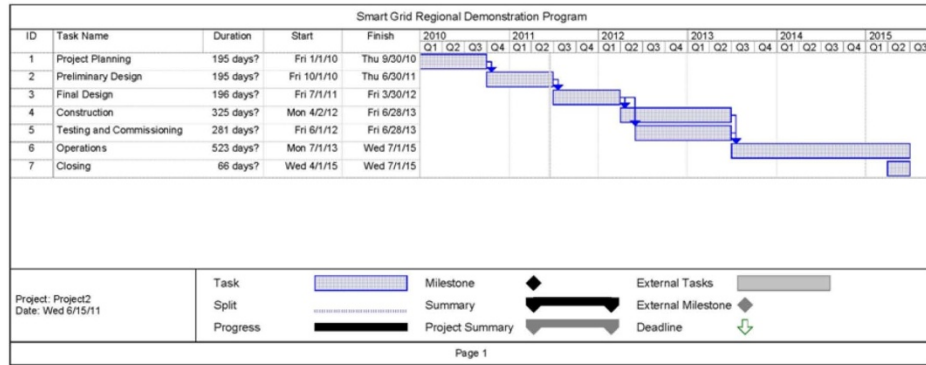 Smart Grid Regional Demonstration Program
ID Task Name Duration Start Finish 2010 2011 2012 2013 2014 2015
Q1 Q2 Q3 Q4 Q1 Q2 Q3 Q4 Q1 Q2 Q3 Q4 Q1 Q2 Q3 Q4 Q1 Q2 Q3 Q4 Q1 Q2 Q3
1 Project Planning 195 days? Fri 1/1/10 Thu 9/30/10
2 Preliminary Design 195 days? Fri 10/1/10 Thu 6/30/11
3 Final Design 196 days? Fri 7/1/11 Fri 3/30/12
4 Construction 325 days? Mon 4/2/12 Fri 6/28/13
5 Testing and Commissioning 281 days? Fri 6/1/12 Fri 6/28/13
6 Operations 523 days? Mon 7/1/13 Wed 7/1/15
7 Closing 66 days? Wed 4/1/15 Wed 7/1/15
Project: Project2
Date: Wed 6/15/11
Task Milestone External Tasks
Split Summary External Milestone
Progress Project Summary Deadline
Page 1